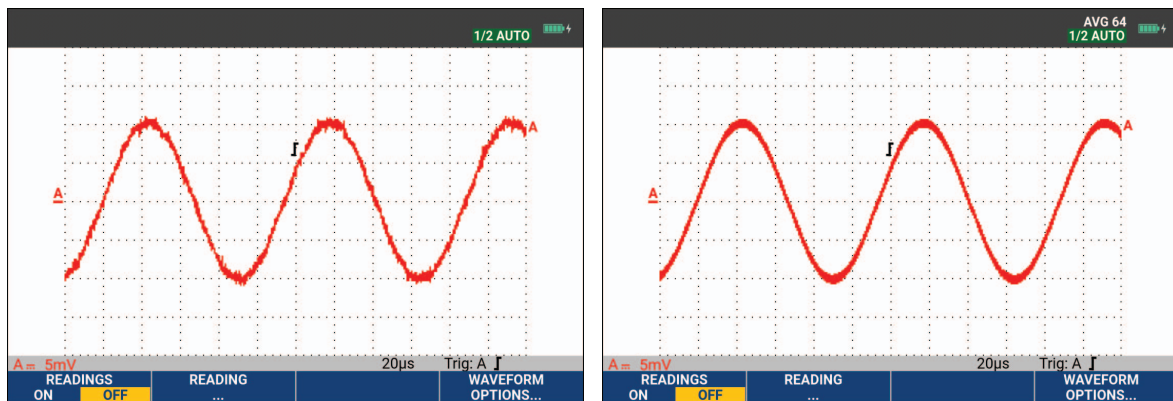 1/2 AUTO
A
A
A 5mV 20µs Trig: A
READINGS READING WAVEFORM
ON OFF ... OPTIONS...
AVG 64
1/2 AUTO
A
A
A 5mV 20µs Trig: A
READINGS READING WAVEFORM
ON OFF ... OPTIONS...